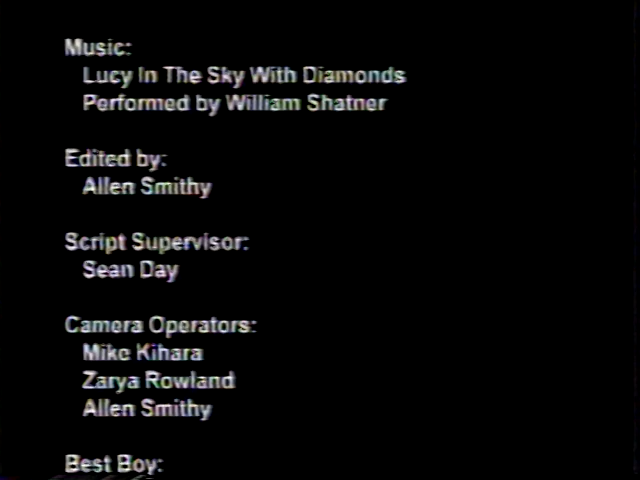 Music:
Lucy In The Sky With Diamonds
Performed by William Shatner
Edited by:
Allen Smithy
Script Supervisor:
Sean Day
Camera Operators:
Mike Kihara
Zarya Rowland
Allen Smithy
Best Boy: